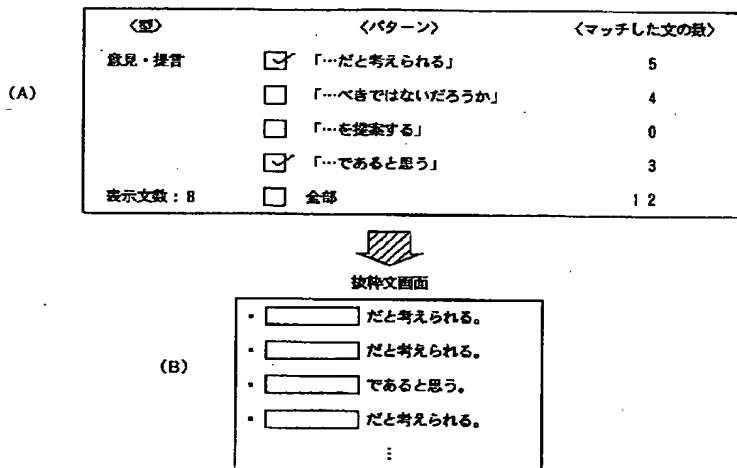 〈型〉 〈パターン〉 〈マッチした文の数〉
意見・提言 「…だと考えられる」 5
(A) 「…べきではないだろうか」 4
「…を提案する」 0
「…であると思う」 3
表示文数：8 全部 12
抜粋文画面
・ だと考えられる。
・ だと考えられる。
(B)
・ であると思う。
・ だと考えられる。
⋮